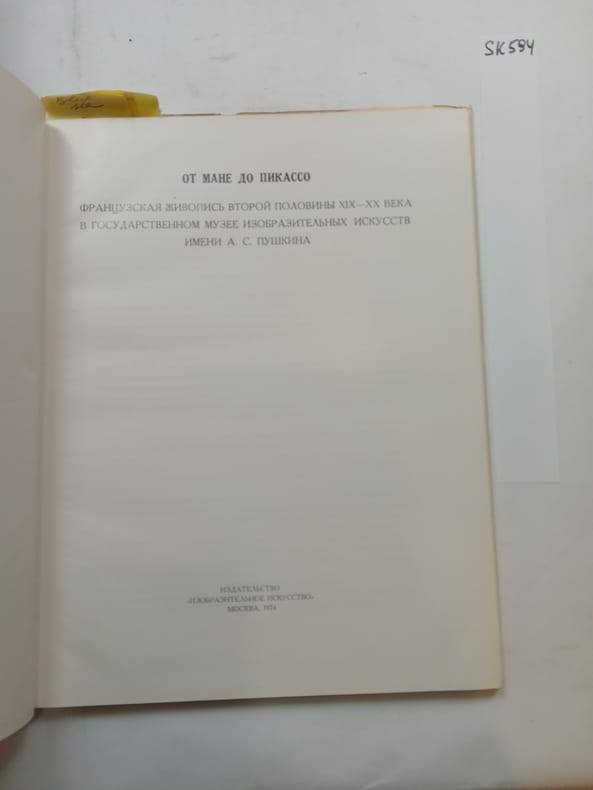 SK594
ОТ МАНЕ ДО ПИКАССО
ФРАНЦУЗСКАЯ ЖИВОПИСЬ ВТОРОЙ ПОЛОВИНЫ XIX—XX ВЕКА
В ГОСУДАРСТВЕННОМ МУЗЕЕ ИЗОБРАЗИТЕЛЬНЫХ ИСКУССТВ
ИМЕНИ А. С. ПУШКИНА
ИЗДАТЕЛЬСТВО
«ИЗОБРАЗИТЕЛЬНОЕ ИСКУССТВО»
МОСКВА. 1974